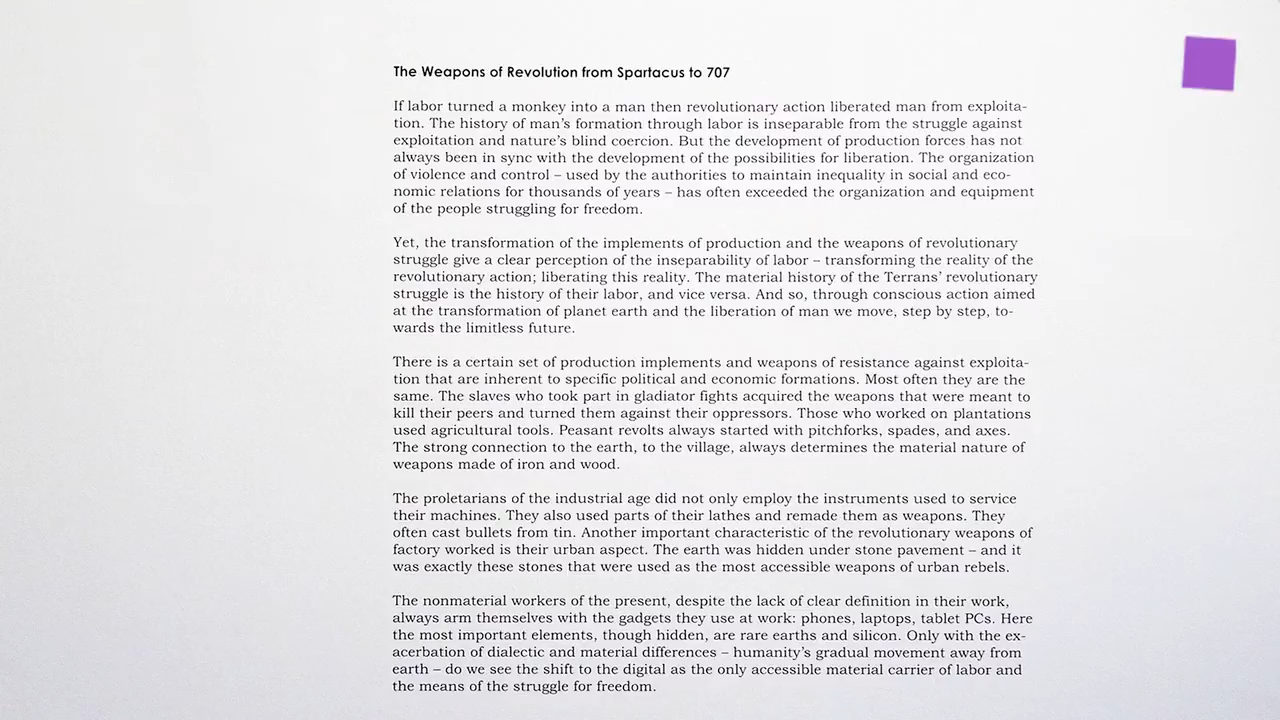 The Weapons of Revolution from Spartacus to 707
If labor turned a monkey into a man then revolutionary action liberated man from exploita-
tion. The history of man's formation through labor is inseparable from the struggle against
exploitation and nature's blind coercion. But the development of production forces has not
always been in sync with the development of the possibilities for liberation. The organization
of violence and control – used by the authorities to maintain inequality in social and eco-
nomic relations for thousands of years – has often exceeded the organization and equipment
of the people struggling for freedom.
Yet, the transformation of the implements of production and the weapons of revolutionary
struggle give a clear perception of the inseparability of labor – transforming the reality of the
revolutionary action; liberating this reality. The material history of the Terrans' revolutionary
struggle is the history of their labor, and vice versa. And so, through conscious action aimed
at the transformation of planet earth and the liberation of man we move, step by step, to-
wards the limitless future.
There is a certain set of production implements and weapons of resistance against exploita-
tion that are inherent to specific political and economic formations. Most often they are the
same. The slaves who took part in gladiator fights acquired the weapons that were meant to
kill their peers and turned them against their oppressors. Those who worked on plantations
used agricultural tools. Peasant revolts always started with pitchforks, spades, and axes.
The strong connection to the earth, to the village, always determines the material nature of
weapons made of iron and wood.
The proletarians of the industrial age did not only employ the instruments used to service
their machines. They also used parts of their lathes and remade them as weapons. They
often cast bullets from tin. Another important characteristic of the revolutionary weapons of
factory worked is their urban aspect. The earth was hidden under stone pavement – and it
was exactly these stones that were used as the most accessible weapons of urban rebels.
The nonmaterial workers of the present, despite the lack of clear definition in their work,
always arm themselves with the gadgets they use at work: phones, laptops, tablet PCs. Here
the most important elements, though hidden, are rare earths and silicon. Only with the ex-
acerbation of dialectic and material differences – humanity's gradual movement away from
earth – do we see the shift to the digital as the only accessible material carrier of labor and
the means of the struggle for freedom.